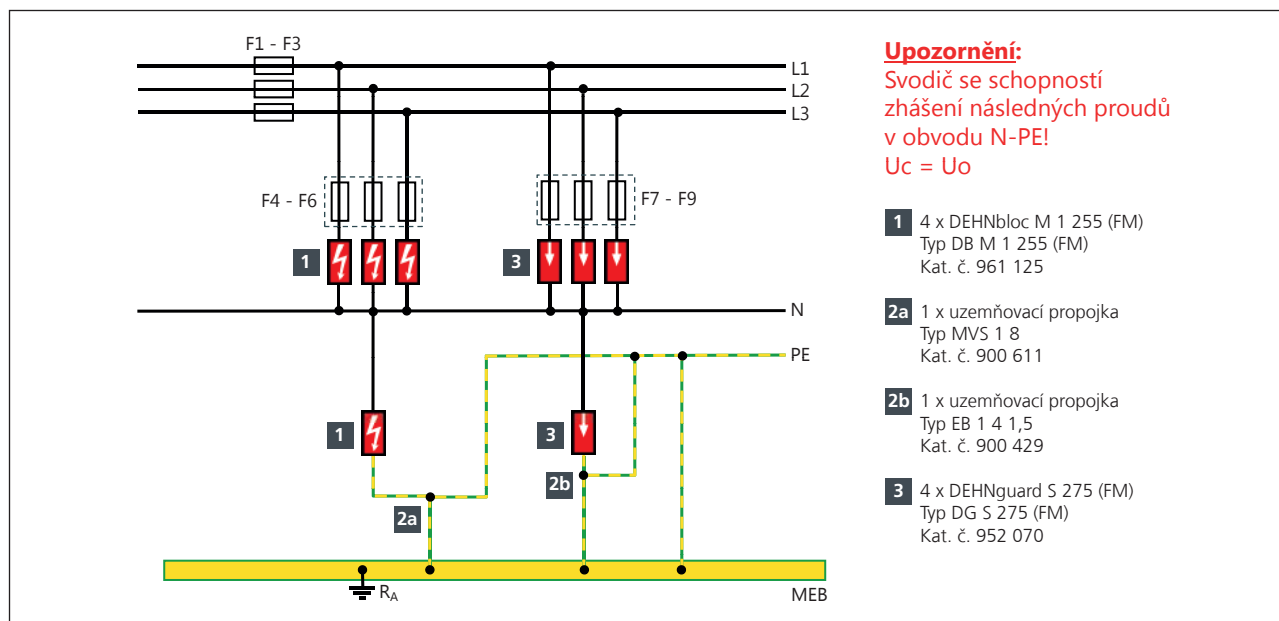 F1 - F3
L1
L2
L3
F4 - F6
F7 - F9
1
3
N
PE
1
3
2b
2a
RA
MEB
Upozornění:
Svodič se schopností
zhášení následných proudů
v obvodu N-PE!
Uc = Uo
1 4 x DEHNbloc M 1 255 (FM)
Typ DB M 1 255 (FM)
Kat. č. 961 125
2a 1 x uzemňovací propojka
Typ MVS 1 8
Kat. č. 900 611
2b 1 x uzemňovací propojka
Typ EB 1 4 1,5
Kat. č. 900 429
3 4 x DEHNguard S 275 (FM)
Typ DG S 275 (FM)
Kat. č. 952 070